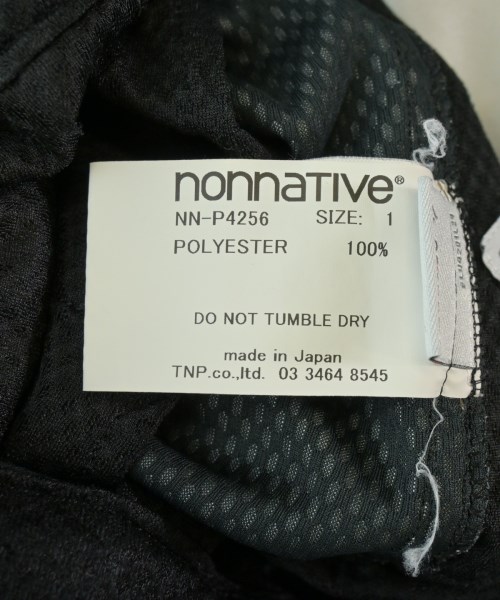 nonnative®
NN-P4256 SIZE: 1
POLYESTER 100%
DO NOT TUMBLE DRY
made in Japan
TNP.co.,ltd. 03 3464 8545